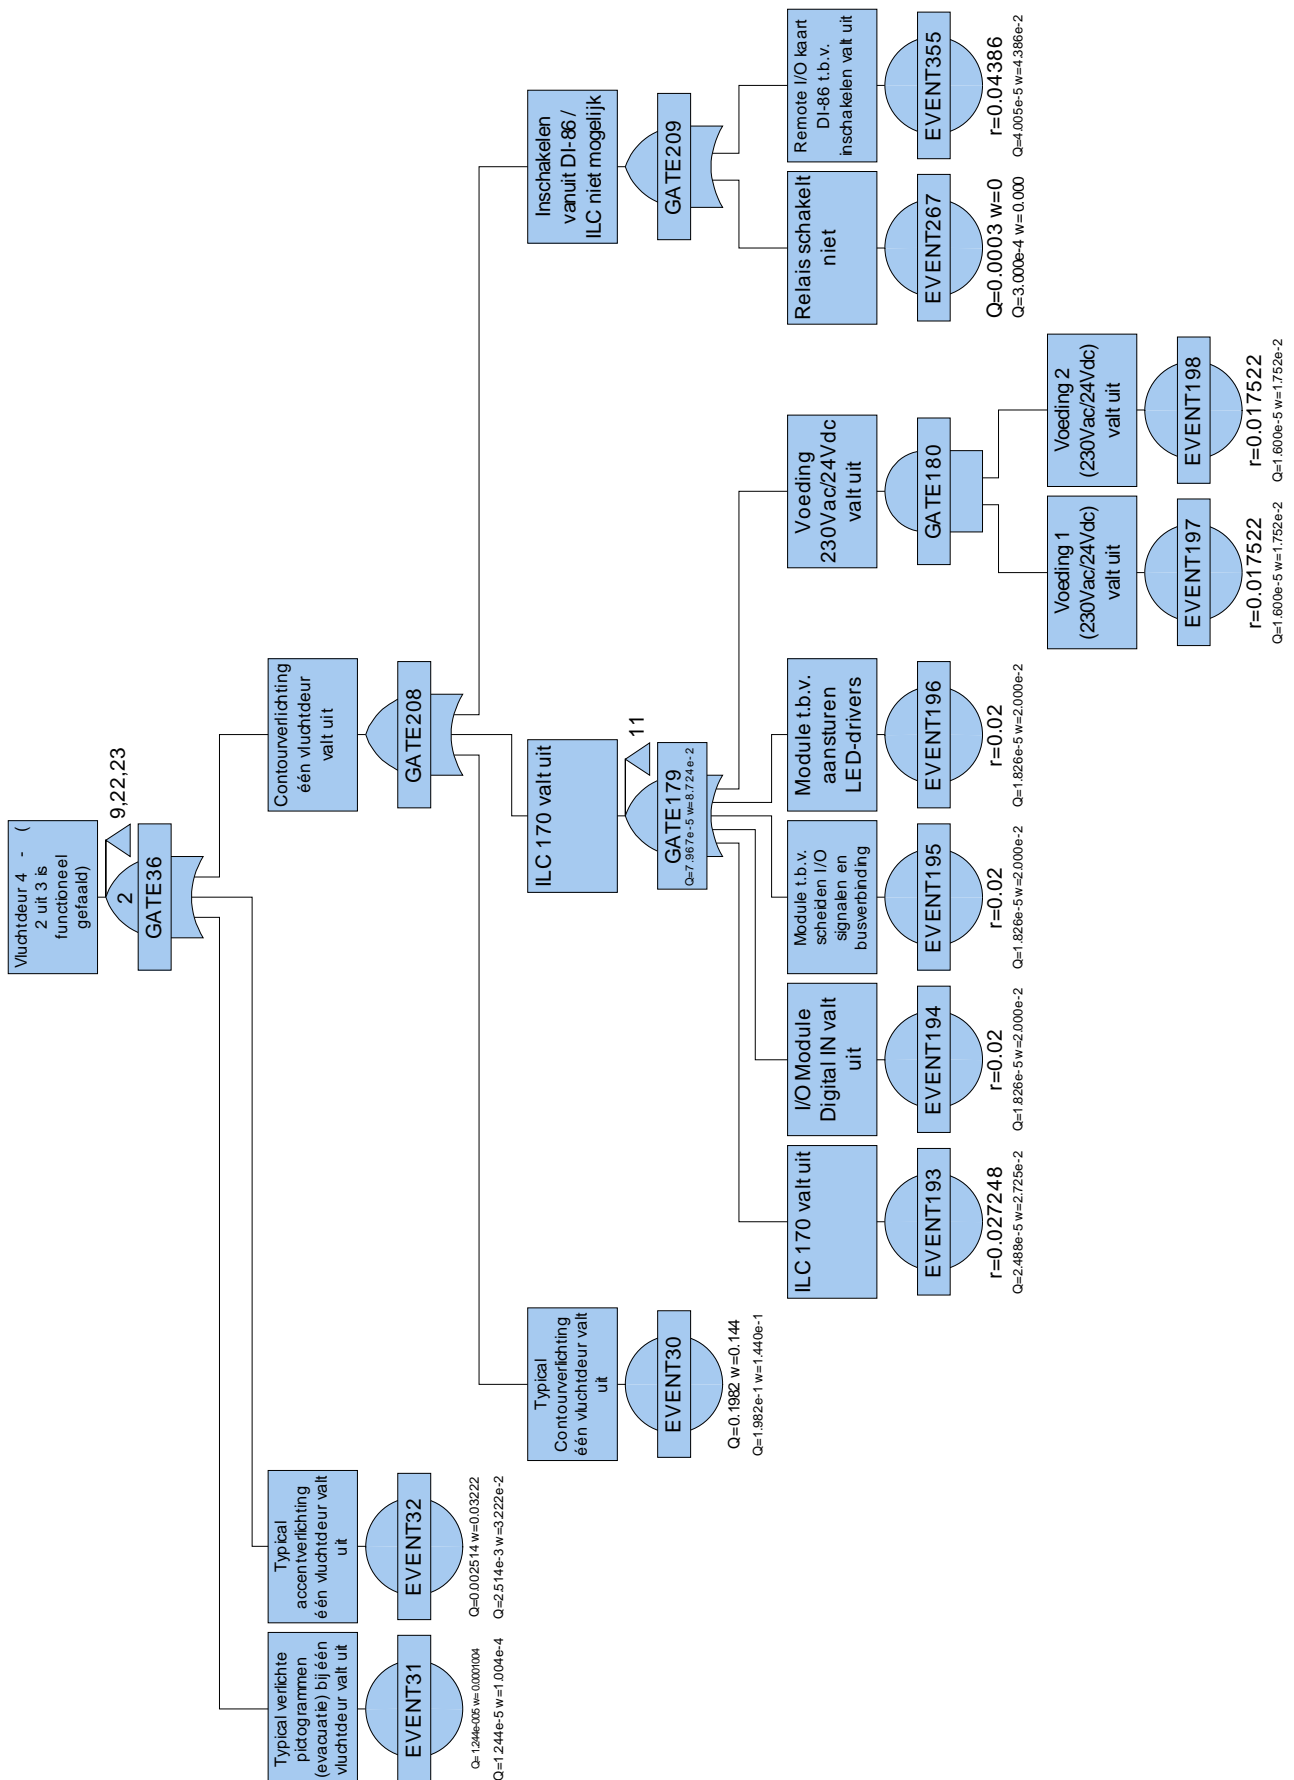 Vluchtdeur 4 - (
2 uit 3 is
functioneel
gefaald)
2
GATE36
9,22,23
Typical verlichte
pictogrammen
(evacuatie) bij één
vluchtdeur valt uit
EVENT31
Q=1.244e-005 w=0.0001004
Q=1.244e-5 w=1.004e-4
Typical
accentverlichting
één vluchtdeur valt
uit
EVENT32
Q=0.002514 w=0.03222
Q=2.514e-3 w=3.222e-2
Contourverlichting
één vluchtdeur
valt uit
GATE208
Typical
Contourverlichting
één vluchtdeur valt
uit
EVENT30
Q=0.1982 w=0.144
Q=1.982e-1 w=1.440e-1
ILC 170 valt uit
11
GATE179
Q=7.967e-5 w=8.724e-2
Inschakelen
vanuit DI-86 /
ILC niet mogelijk
GATE209
ILC 170 valt uit
EVENT193
r=0.027248
Q=2.488e-5 w=2.725e-2
I/O Module
Digital IN valt
uit
EVENT194
r=0.02
Q=1.826e-5 w=2.000e-2
Module t.b.v.
scheiden I/O
signalen en
busverbinding
EVENT195
r=0.02
Q=1.826e-5 w=2.000e-2
Module t.b.v.
aansturen
LED-drivers
EVENT196
r=0.02
Q=1.826e-5 w=2.000e-2
Voeding
230Vac/24Vdc
valt uit
GATE180
Relais schakelt
niet
EVENT267
Q=0.0003 w=0
Q=3.000e-4 w=0.000
Remote I/O kaart
DI-86 t.b.v.
inschakelen valt uit
EVENT355
r=0.04386
Q=4.005e-5 w=4.386e-2
Voeding 1
(230Vac/24Vdc)
valt uit
EVENT197
r=0.017522
Q=1.600e-5 w=1.752e-2
Voeding 2
(230Vac/24Vdc)
valt uit
EVENT198
r=0.017522
Q=1.600e-5 w=1.752e-2